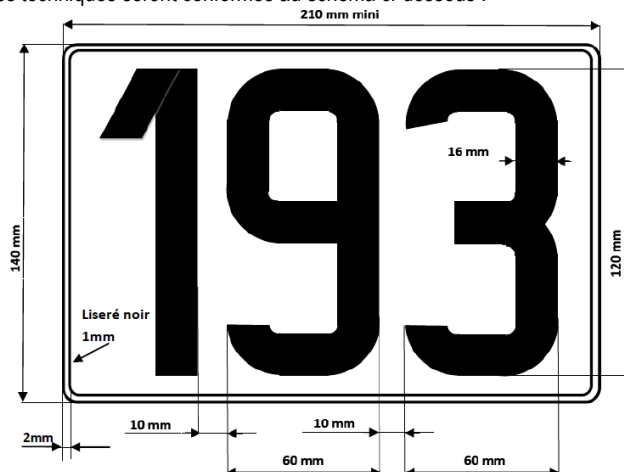 techniques seront conformes au schéma ci-dessous :
210 mm mini
193
16 mm
140 mm
120 mm
Liseré noir
1mm
10 mm
10 mm
2mm
60 mm
60 mm